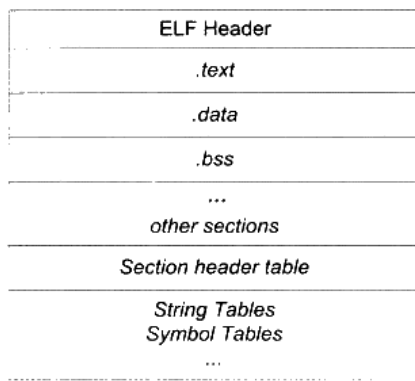 ELF Header
.text
.data
.bss
...
other sections
Section header table
String Tables
Symbol Tables
...